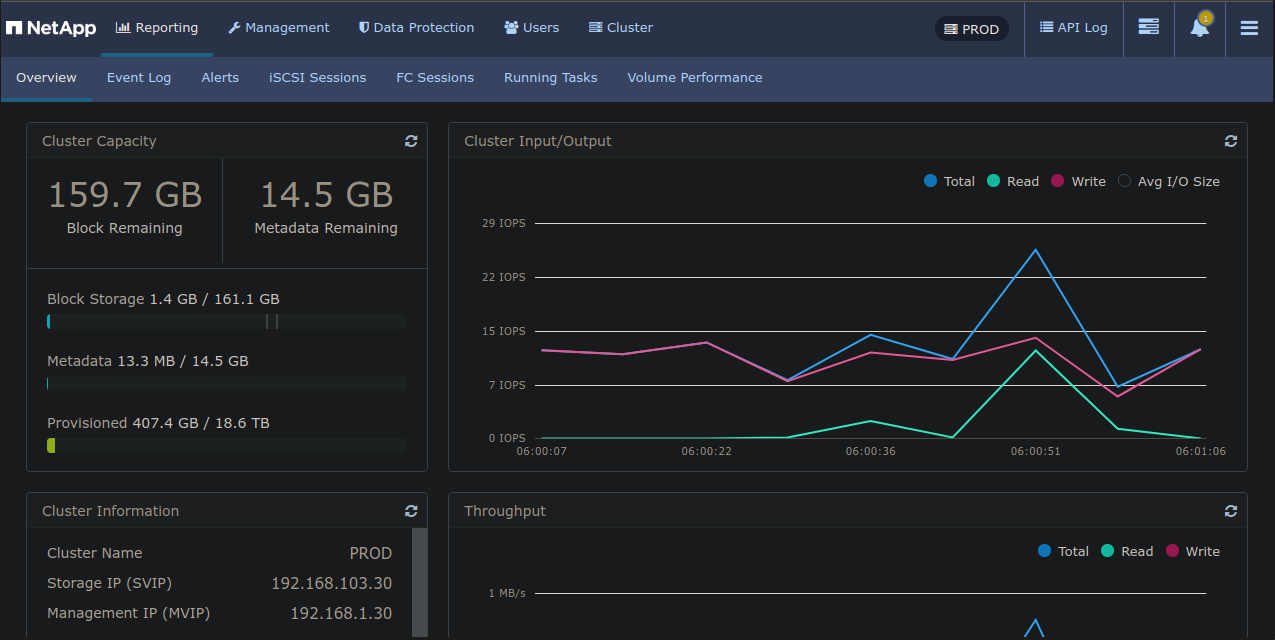 NetApp Reporting Management Data Protection Users Cluster PROD API Log 1
Overview Event Log Alerts iSCSI Sessions FC Sessions Running Tasks Volume Performance
Cluster Capacity
159.7 GB 14.5 GB
Block Remaining Metadata Remaining
Block Storage 1.4 GB / 161.1 GB
Metadata 13.3 MB / 14.5 GB
Provisioned 407.4 GB / 18.6 TB
Cluster Input/Output
Total Read Write Avg I/O Size
29 IOPS
22 IOPS
15 IOPS
7 IOPS
0 IOPS
06:00:07 06:00:22 06:00:36 06:00:51 06:01:06
Cluster Information
Cluster Name PROD
Storage IP (SVIP) 192.168.103.30
Management IP (MVIP) 192.168.1.30
Throughput
Total Read Write
1 MB/s